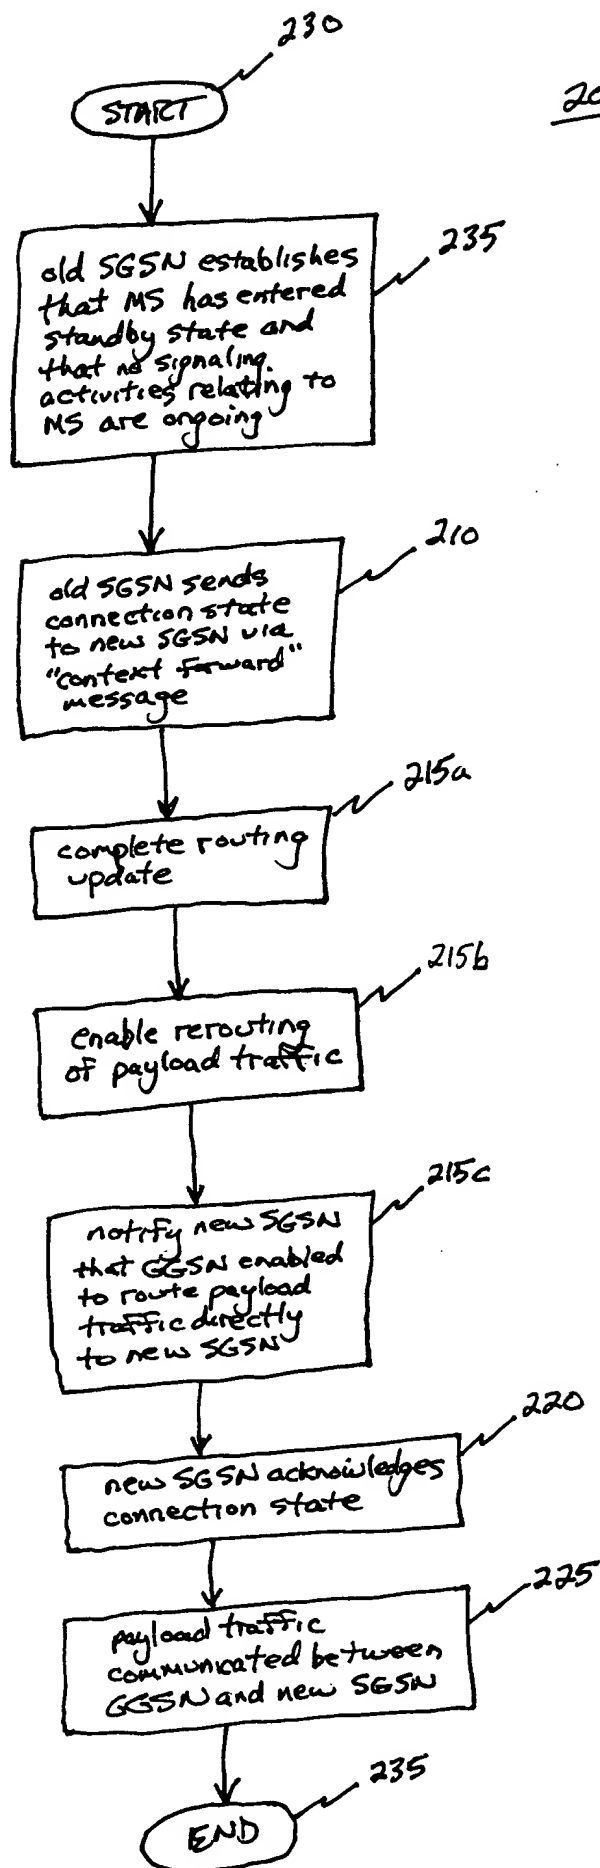 230
START
235
old SGSN establishes
that MS has entered
standby state and
that no signaling
activities relating to
MS are ongoing
210
old SGSN sends
connection state
to new SGSN via
"context forward"
message
215a
complete routing
update
215b
enable rerouting
of payload traffic
215c
notify new SGSN
that GGSN enabled
to route payload
traffic directly
to new SGSN
220
new SGSN acknowledges
connection state
225
payload traffic
communicated between
GGSN and new SGSN
235
END